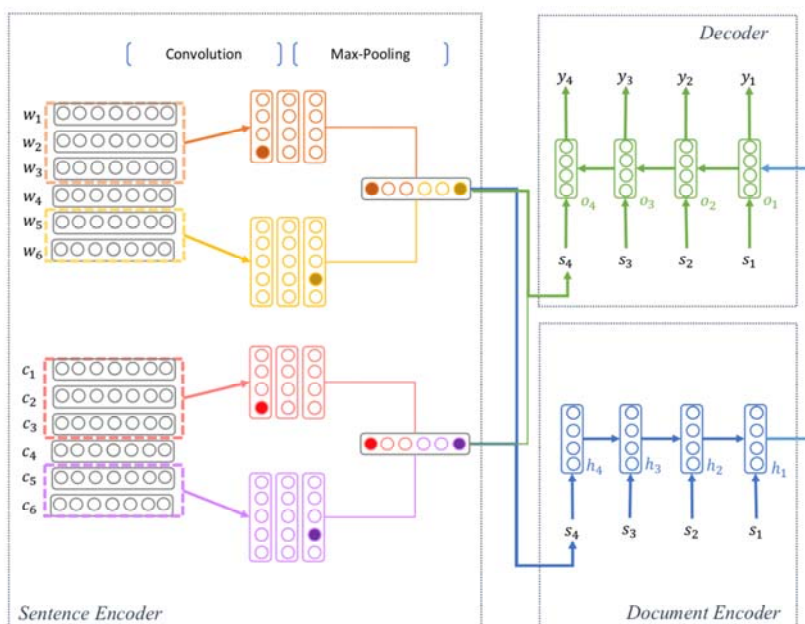 Convolution Max-Pooling
w1
w2
w3
w4
w5
w6
c1
c2
c3
c4
c5
c6
Sentence Encoder
Decoder
y4 y3 y2 y1
o4 o3 o2 o1
s4 s3 s2 s1
h4 h3 h2 h1
s4 s3 s2 s1
Document Encoder